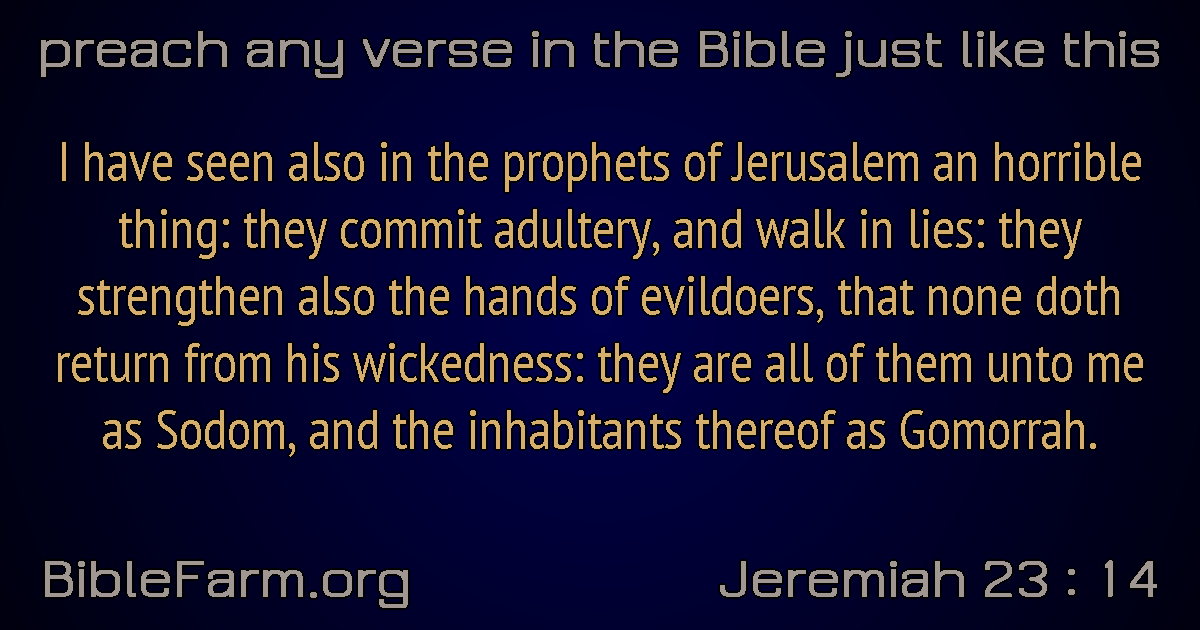 preach any verse in the Bible just like this
I have seen also in the prophets of Jerusalem an horrible
thing: they commit adultery, and walk in lies: they
strengthen also the hands of evildoers, that none doth
return from his wickedness: they are all of them unto me
as Sodom, and the inhabitants thereof as Gomorrah.
BibleFarm.org
Jeremiah 23 : 14